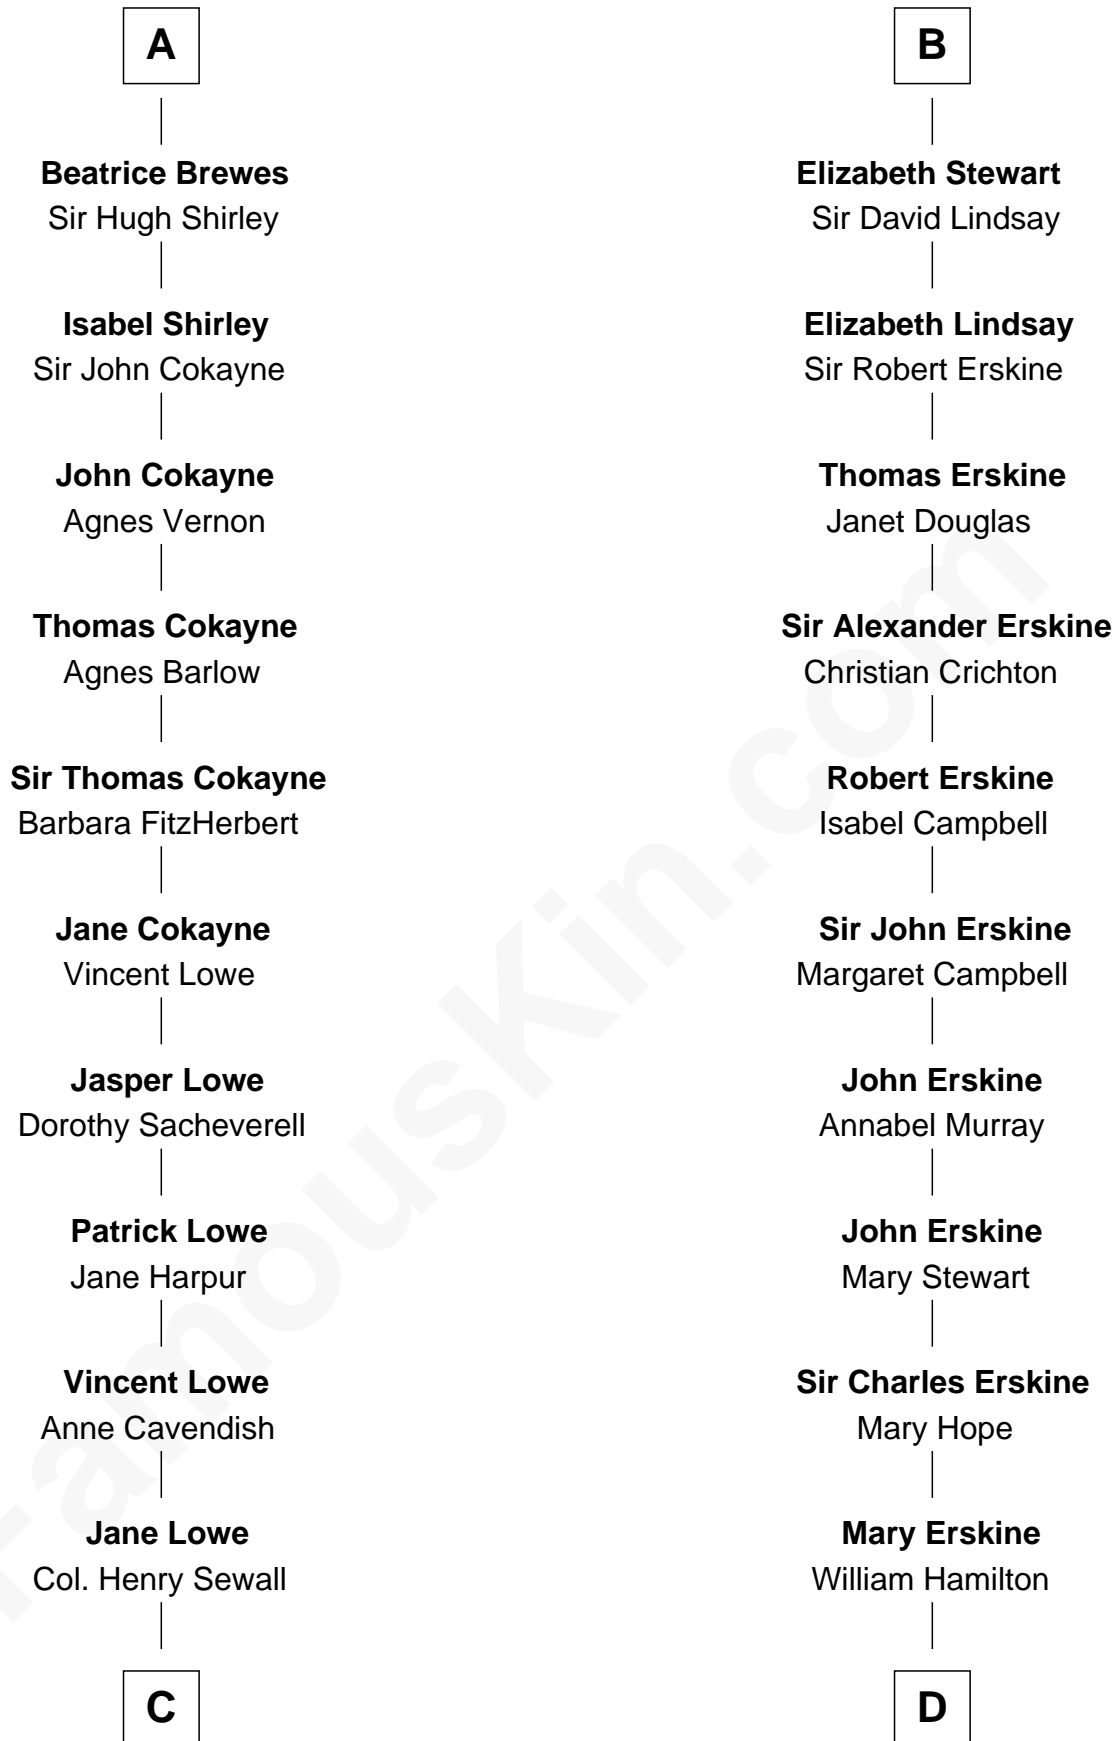 A
Beatrice Brewes
Sir Hugh Shirley
Isabel Shirley
Sir John Cokayne
John Cokayne
Agnes Vernon
Thomas Cokayne
Agnes Barlow
Sir Thomas Cokayne
Barbara FitzHerbert
Jane Cokayne
Vincent Lowe
Jasper Lowe
Dorothy Sacheverell
Patrick Lowe
Jane Harpur
Vincent Lowe
Anne Cavendish
Jane Lowe
Col. Henry Sewall
C
B
Elizabeth Stewart
Sir David Lindsay
Elizabeth Lindsay
Sir Robert Erskine
Thomas Erskine
Janet Douglas
Sir Alexander Erskine
Christian Crichton
Robert Erskine
Isabel Campbell
Sir John Erskine
Margaret Campbell
John Erskine
Annabel Murray
John Erskine
Mary Stewart
Sir Charles Erskine
Mary Hope
Mary Erskine
William Hamilton
D
FamousKin.com